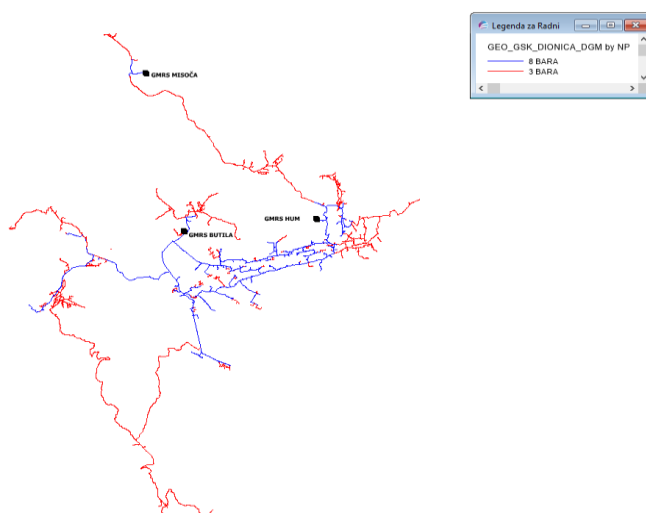 Legenda za Radni
GEO_GSK_DIONICA_DGM by NP
8 BARA
3 BARA
GMRS MISOČA
GMRS HUM
GMRS BUTILA